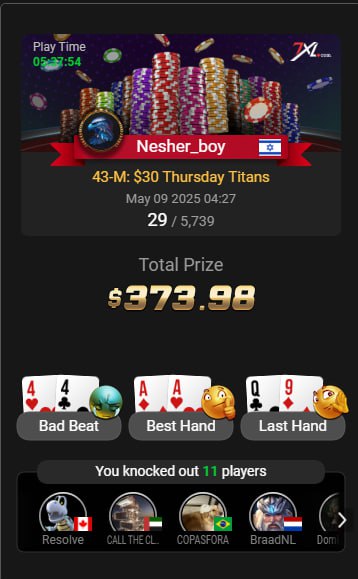 Play Time
05:27:54
7XL.COM
Nesher_boy
43-M: $30 Thursday Titans
May 09 2025 04:27
29 / 5,739
Total Prize
$373.98
4 4
A A
Q 9
Bad Beat
Best Hand
Last Hand
You knocked out 11 players
Resolve
CALL THE CL..
COPASFORA
BraadNL
Dom